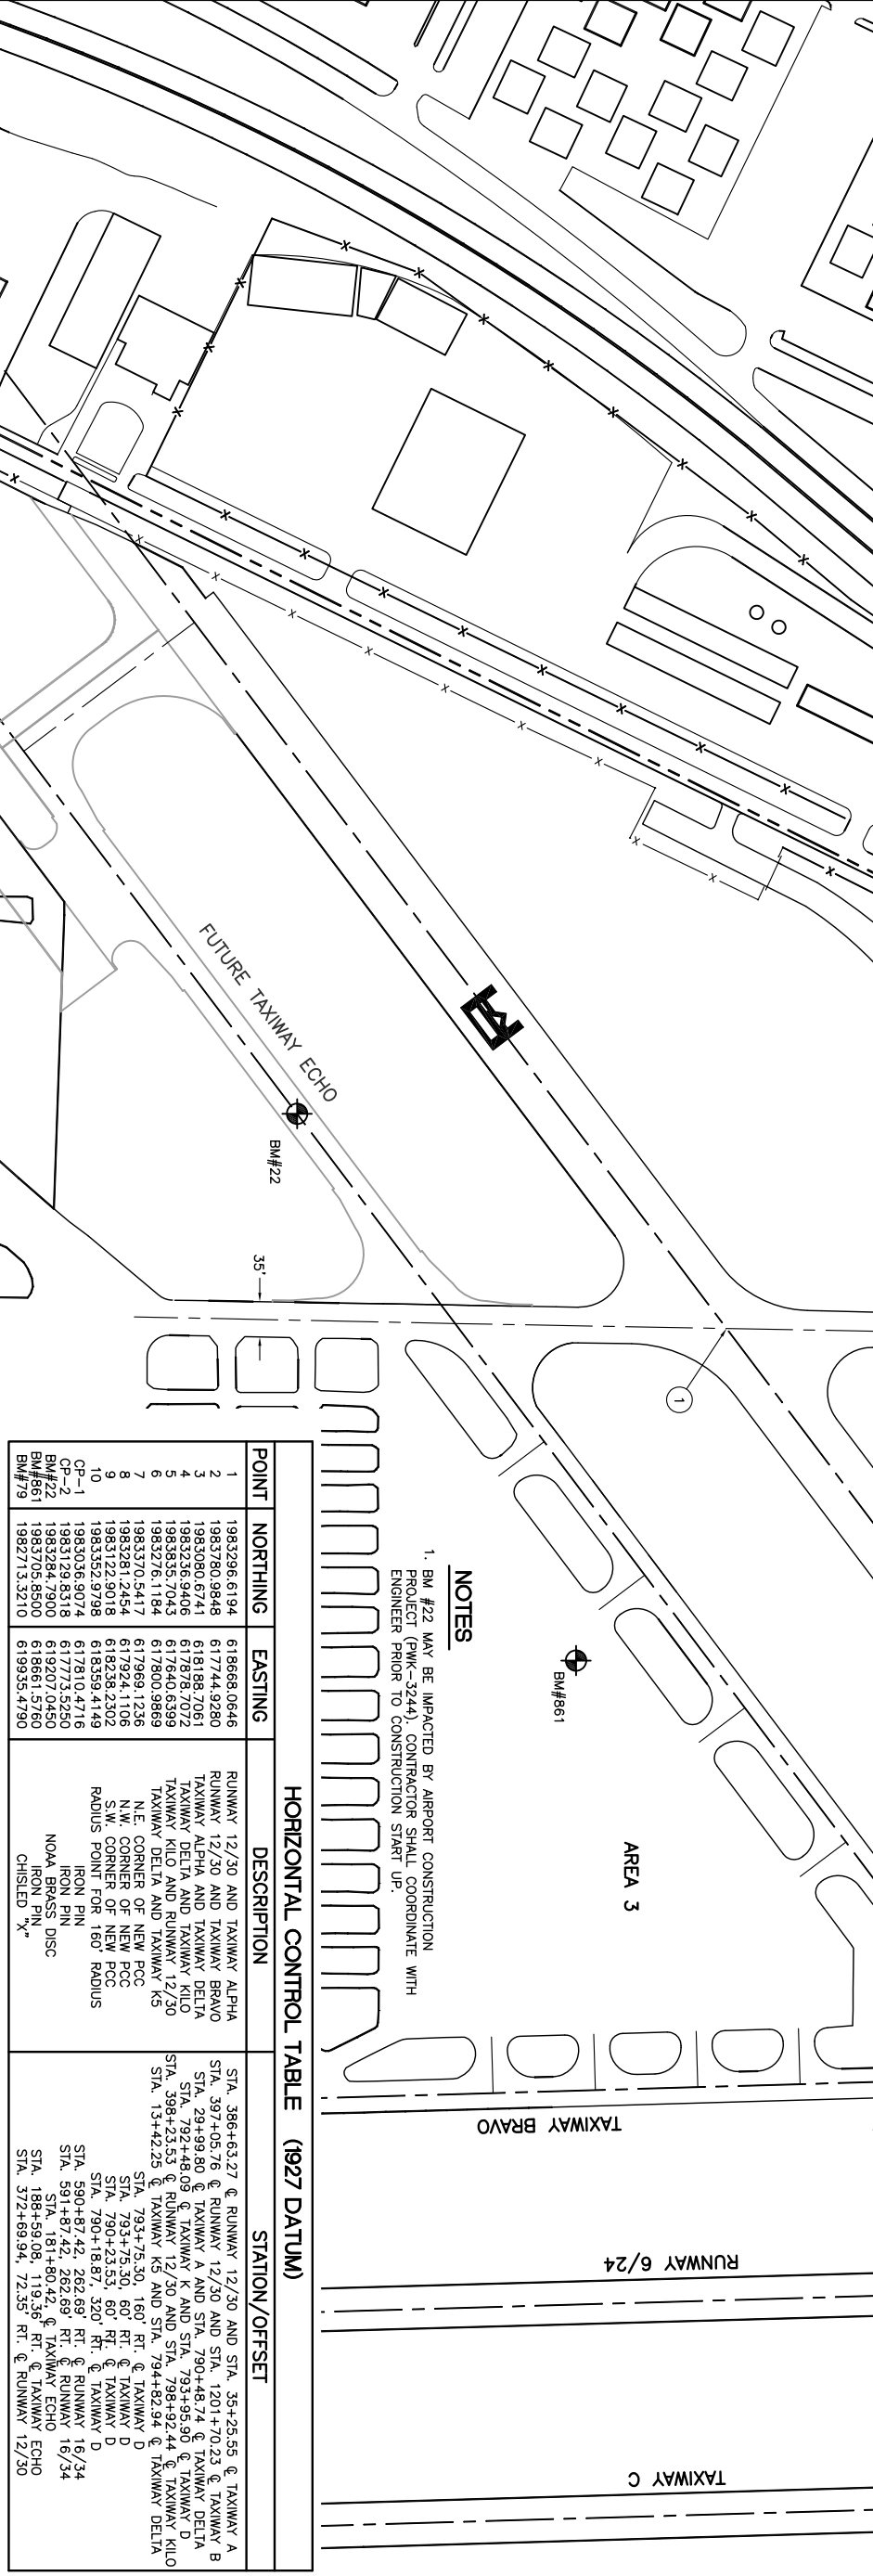 FUTURE TAXIWAY ECHO
BM#22
35'
1
NOTES
1. BM #22 MAY BE IMPACTED BY AIRPORT CONSTRUCTION
PROJECT (PWK-3244). CONTRACTOR SHALL COORDINATE WITH
ENGINEER PRIOR TO CONSTRUCTION START UP.
BM#861
AREA 3
TAXIWAY BRAVO
RUNWAY 6/24
TAXIWAY C
HORIZONTAL CONTROL TABLE (1927 DATUM)
POINT NORTHING EASTING DESCRIPTION STATION/OFFSET
1 1983296.6194 618668.0646 RUNWAY 12/30 AND TAXIWAY ALPHA STA. 386+63.27 ℄ RUNWAY 12/30 AND STA. 35+25.55 ℄ TAXIWAY A
2 1983780.9848 617744.9280 RUNWAY 12/30 AND TAXIWAY BRAVO STA. 397+05.76 ℄ RUNWAY 12/30 AND STA. 1201+70.23 ℄ TAXIWAY B
3 1983080.6741 618188.7061 TAXIWAY ALPHA AND TAXIWAY DELTA STA. 29+99.80 ℄ TAXIWAY A AND STA. 790+48.74 ℄ TAXIWAY DELTA
4 1983236.9406 617878.7072 TAXIWAY DELTA AND TAXIWAY KILO STA. 792+48.09 ℄ TAXIWAY K AND STA. 793+95.90 ℄ TAXIWAY D
5 1983835.7043 617640.6399 TAXIWAY KILO AND RUNWAY 12/30 STA. 398+23.53 ℄ RUNWAY 12/30 AND STA. 798+92.44 ℄ TAXIWAY KILO
6 1983276.1184 617800.9869 TAXIWAY DELTA AND TAXIWAY K5 STA. 13+42.25 ℄ TAXIWAY K5 AND STA. 794+82.94 ℄ TAXIWAY DELTA
7 1983370.5417 617969.1236 N.E. CORNER OF NEW PCC STA. 793+75.30, 160' RT. ℄ TAXIWAY D
8 1983281.2454 617924.1106 N.W. CORNER OF NEW PCC STA. 793+75.30, 60' RT. ℄ TAXIWAY D
9 1983122.9018 618238.2302 S.W. CORNER OF NEW PCC STA. 790+23.53, 60' RT. ℄ TAXIWAY D
10 1983352.9798 618359.4149 RADIUS POINT FOR 160' RADIUS STA. 790+18.87, 320' RT. ℄ TAXIWAY D
CP-1 1983036.9074 617810.4716 IRON PIN STA. 590+87.42, 262.69' RT. ℄ RUNWAY 16/34
CP-2 1983129.8318 617773.5250 IRON PIN STA. 591+87.42, 262.69' RT. ℄ RUNWAY 16/34
BM#22 1983284.7900 619207.0450 NOAA BRASS DISC STA. 181+80.42, ℄ TAXIWAY ECHO
BM#861 1983705.8500 618661.5760 IRON PIN STA. 188+59.08, 119.36' RT. ℄ TAXIWAY ECHO
BM#79 1982713.3210 619935.4790 CHISLED "X" STA. 372+69.94, 72.35' RT. ℄ RUNWAY 12/30